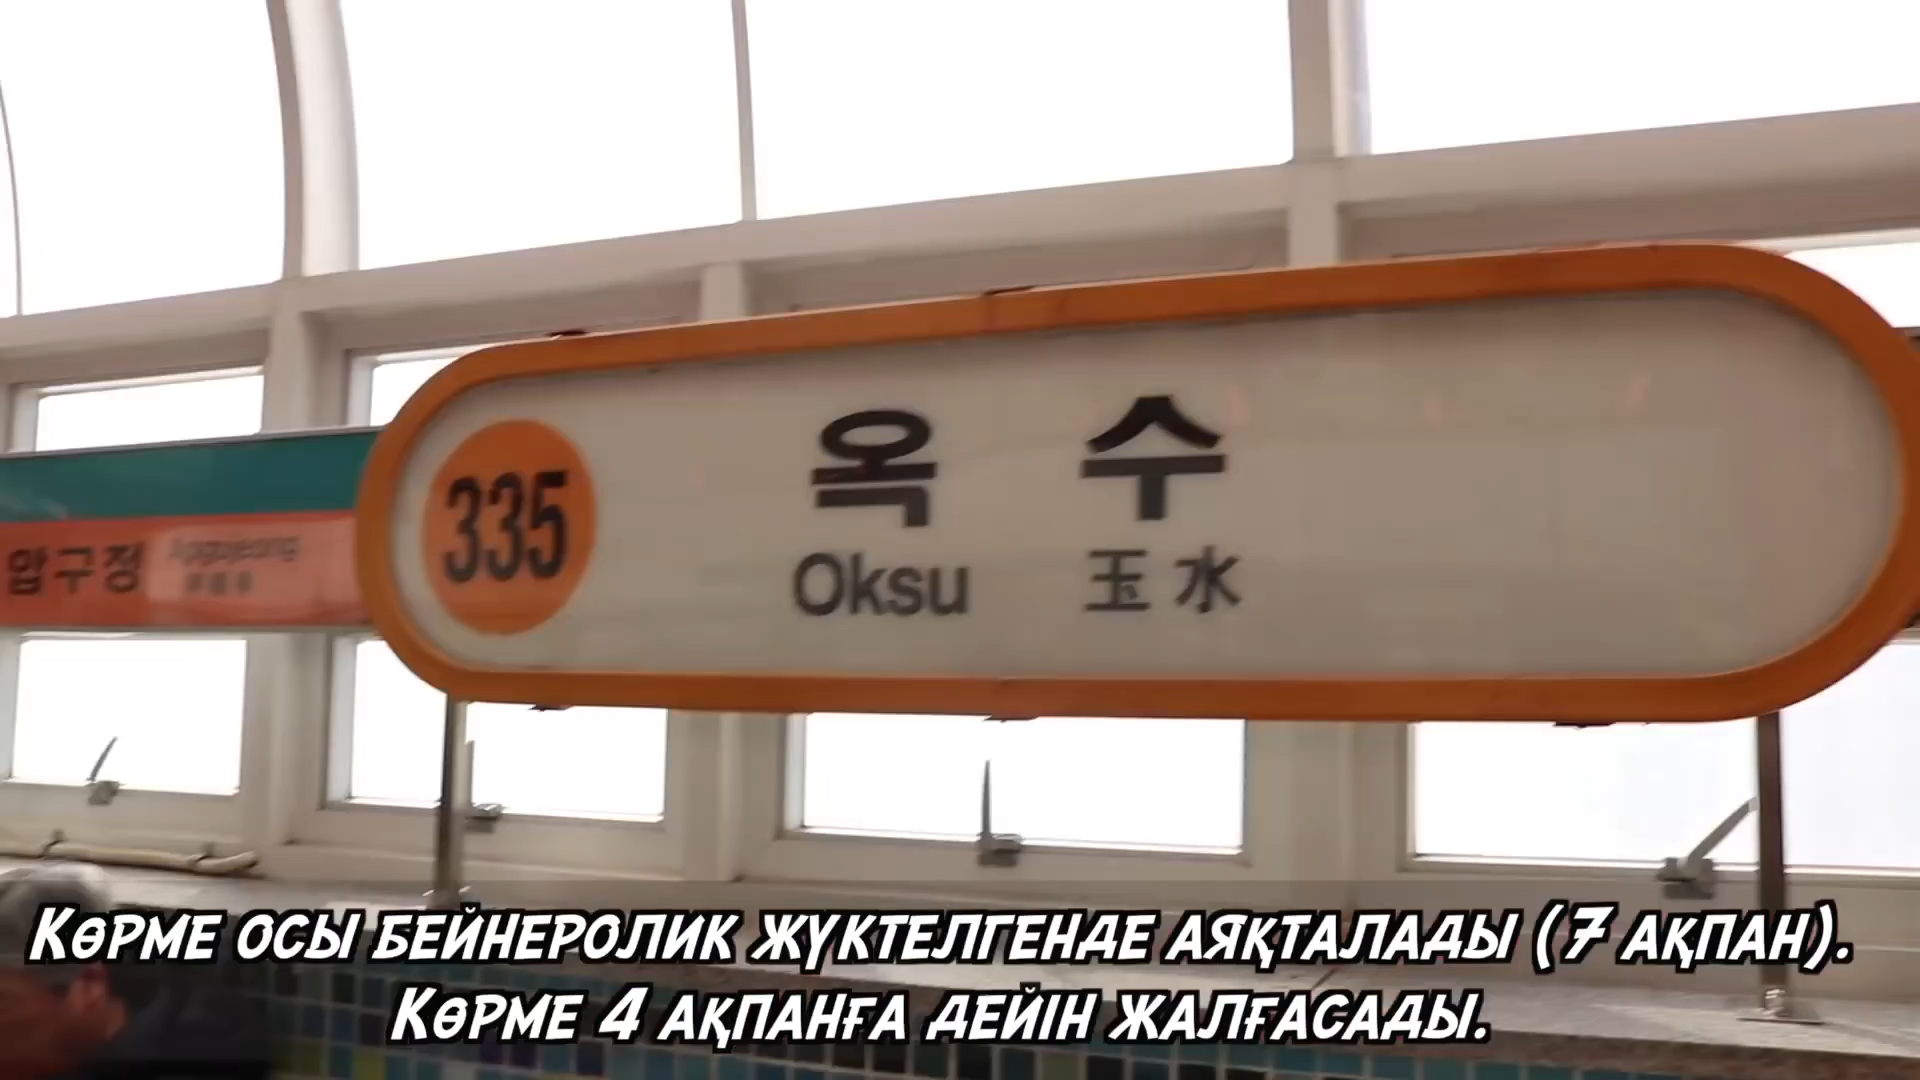 335
옥수
Oksu 玉水
압구정
Көрме осы бейнеролик жүктелгенде аяқталады (7 ақпан).
Көрме 4 ақпанға дейін жалғасады.